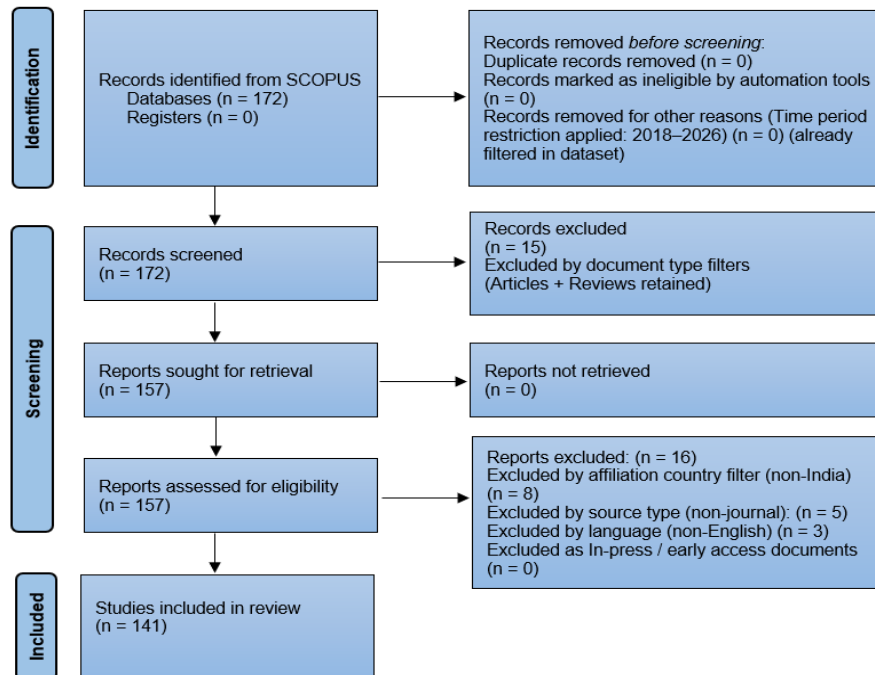 Identification
Records identified from SCOPUS
Databases (n = 172)
Registers (n = 0)
Records removed before screening:
Duplicate records removed (n = 0)
Records marked as ineligible by automation tools
(n = 0)
Records removed for other reasons (Time period
restriction applied: 2018–2026) (n = 0) (already
filtered in dataset)
Screening
Records screened
(n = 172)
Records excluded
(n = 15)
Excluded by document type filters
(Articles + Reviews retained)
Reports sought for retrieval
(n = 157)
Reports not retrieved
(n = 0)
Reports assessed for eligibility
(n = 157)
Reports excluded: (n = 16)
Excluded by affiliation country filter (non-India)
(n = 8)
Excluded by source type (non-journal): (n = 5)
Excluded by language (non-English) (n = 3)
Excluded as In-press / early access documents
(n = 0)
Included
Studies included in review
(n = 141)